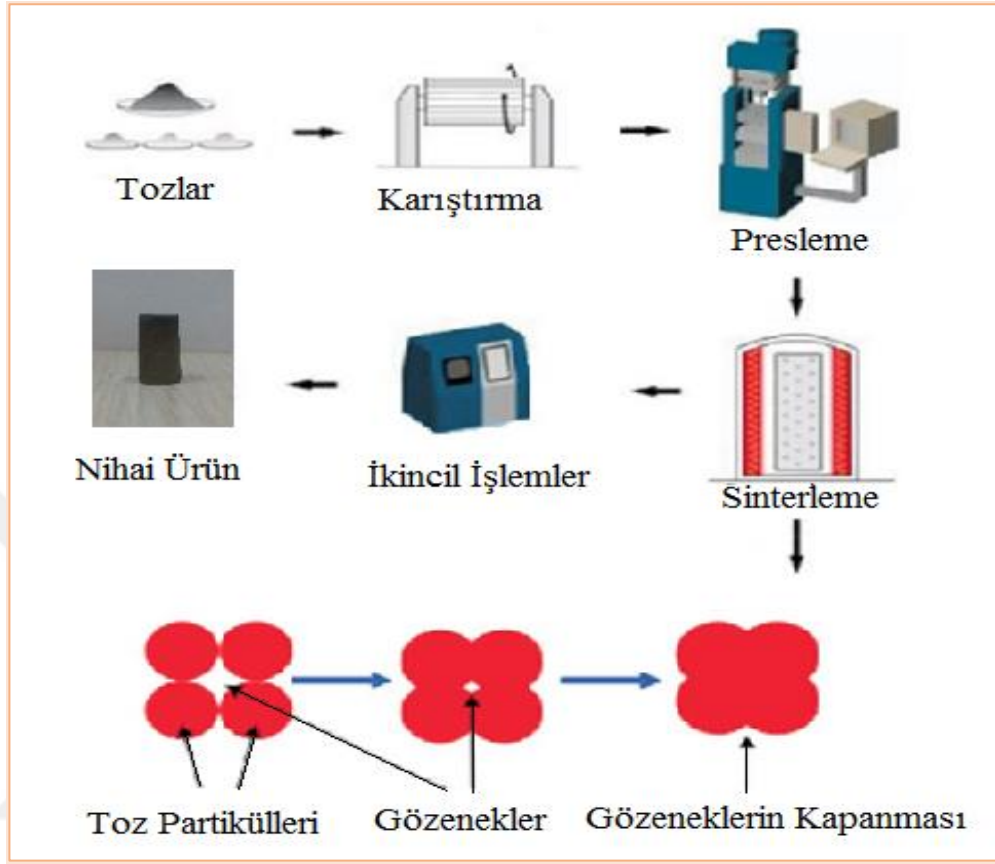 Tozlar
Karıştırma
Presleme
Nihai Ürün
İkincil İşlemler
Sinterleme
Toz Partikülleri
Gözenekler
Gözeneklerin Kapanması